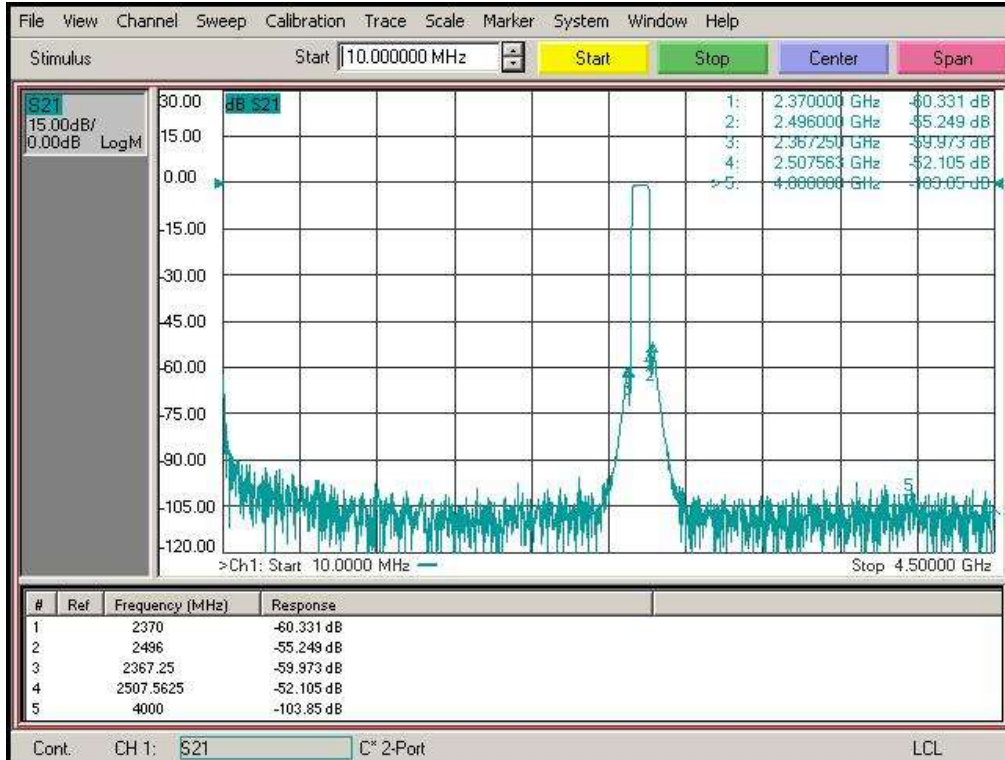 File View Channel Sweep Calibration Trace Scale Marker System Window Help
Stimulus Start 10.000000 MHz Start Stop Center Span
S21
15.00dB/
0.00dB LogM
dB S21
30.00
15.00
0.00
-15.00
-30.00
-45.00
-60.00
-75.00
-90.00
-105.00
-120.00
1: 2.370000 GHz -60.331 dB
2: 2.496000 GHz -55.249 dB
3: 2.367250 GHz -59.973 dB
4: 2.507563 GHz -52.105 dB
> 5: GHz dB
2
5
>Ch1: Start 10.0000 MHz Stop 4.50000 GHz
# Ref Frequency (MHz) Response
1 2370 -60.331 dB
2 2496 -55.249 dB
3 2367.25 -59.973 dB
4 2507.5625 -52.105 dB
5 4000 -103.85 dB
Cont. CH 1: S21 C* 2-Port LCL